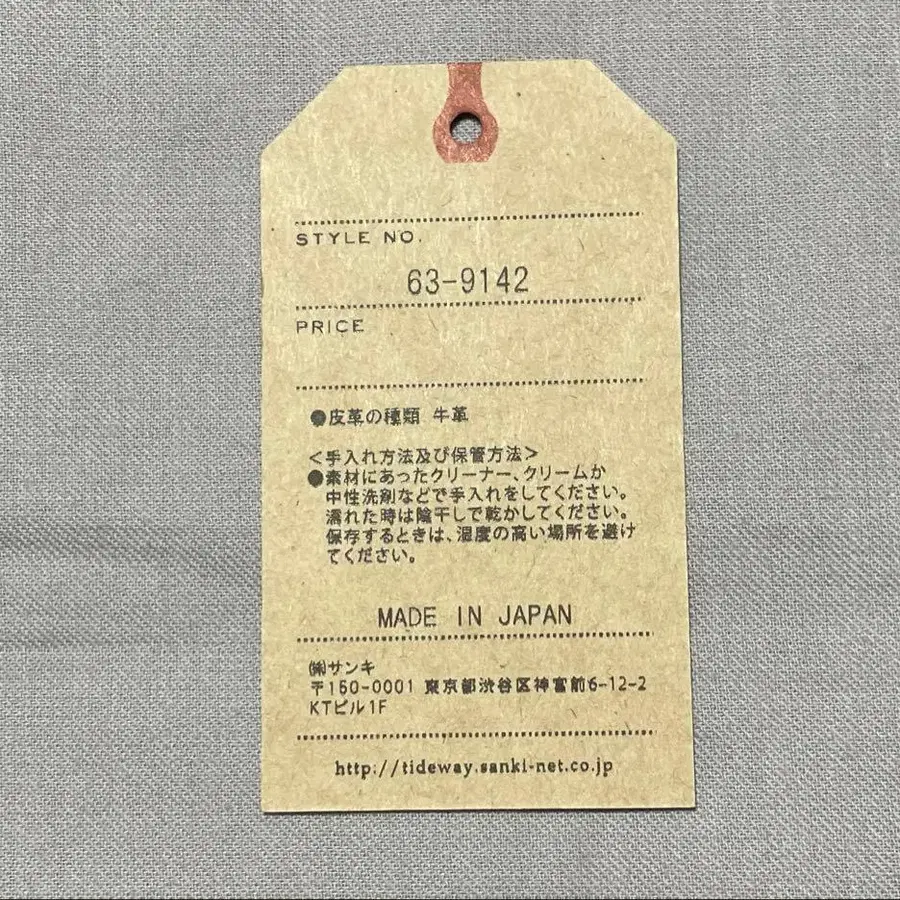 STYLE NO.
63-9142
PRICE
●皮革の種類 牛革
<手入れ方法及び保管方法>
●素材にあったクリーナー、クリームか
中性洗剤などで手入れをしてください。
濡れた時は陰干しで乾かしてください。
保存するときは、湿度の高い場所を避け
てください。
MADE IN JAPAN
㈱サンキ
〒150-0001 東京都渋谷区神宮前6-12-2
KTビル1F
http://tideway.sanki-net.co.jp